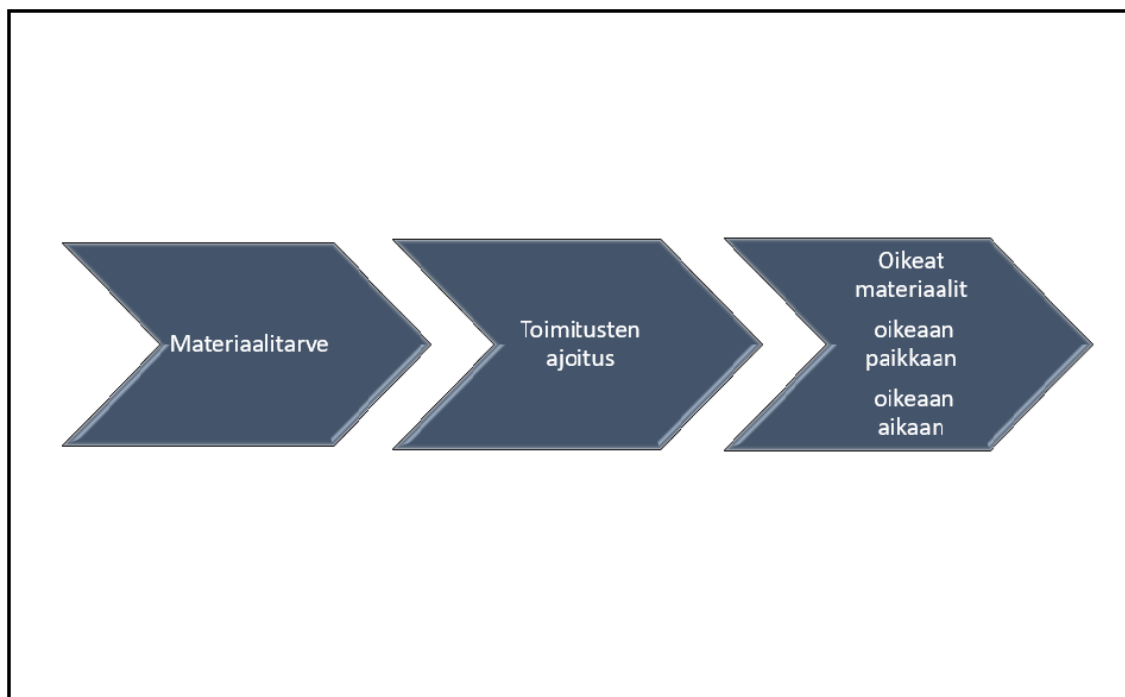 Materiaalitarve
Toimitusten
ajoitus
Oikeat
materiaalit
oikeaan
paikkaan
oikeaan
aikaan